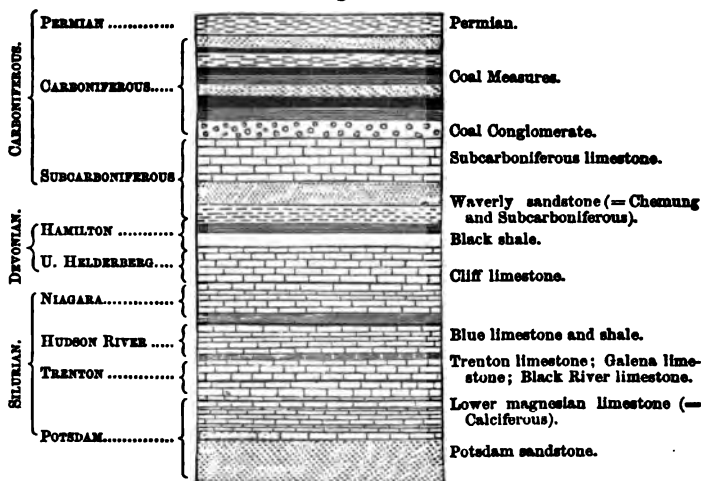 CARBONIFEROUS.
DEVONIAN.
SILURIAN.
PERMIAN .............
CARBONIFEROUS.....
SUBCARBONIFEROUS
HAMILTON ..........
U. HELDERBERG....
NIAGARA.............
HUDSON RIVER .....
TRENTON ...........
POTSDAM............
Permian.
Coal Measures.
Coal Conglomerate.
Subcarboniferous limestone.
Waverly sandstone (= Chemung
and Subcarboniferous).
Black shale.
Cliff limestone.
Blue limestone and shale.
Trenton limestone; Galena lime-
stone; Black River limestone.
Lower magnesian limestone (=
Calciferous).
Potsdam sandstone.